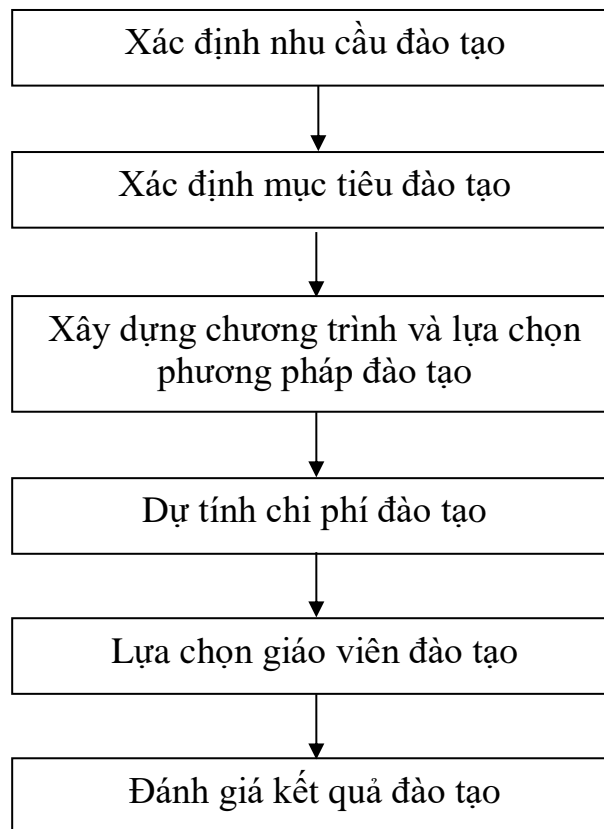 Xác định nhu cầu đào tạo
Xác định mục tiêu đào tạo
Xây dựng chương trình và lựa chọn
phương pháp đào tạo
Dự tính chi phí đào tạo
Lựa chọn giáo viên đào tạo
Đánh giá kết quả đào tạo